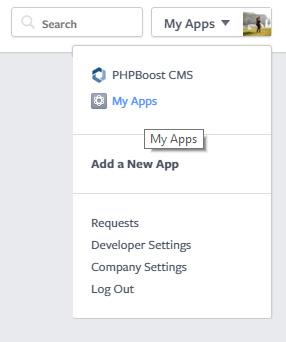 Search
My Apps
PHPBoost CMS
My Apps
My Apps
Add a New App
Requests
Developer Settings
Company Settings
Log Out